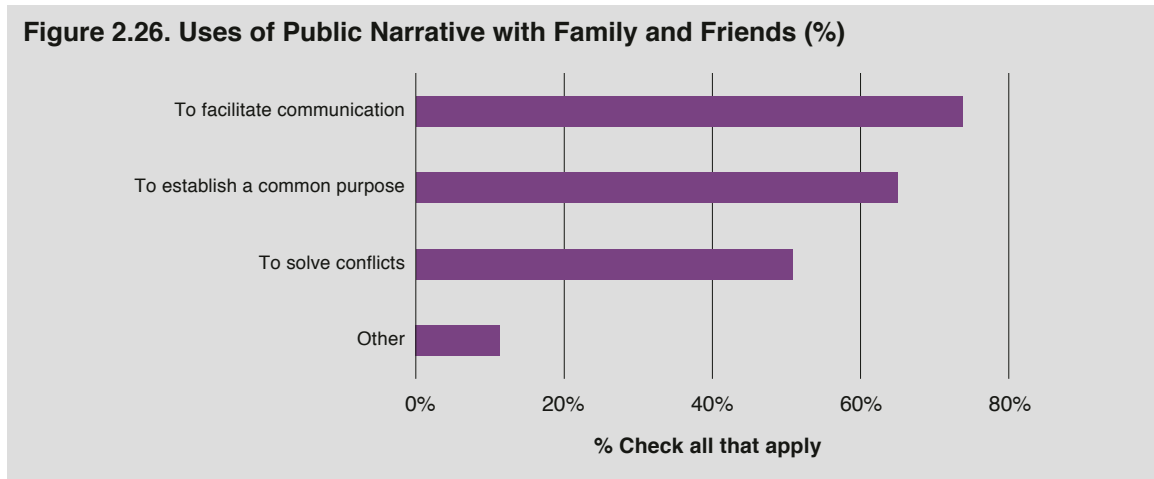 Figure 2.26. Uses of Public Narrative with Family and Friends (%)
To facilitate communication
To establish a common purpose
To solve conflicts
Other
0% 20% 40% 60% 80%
% Check all that apply